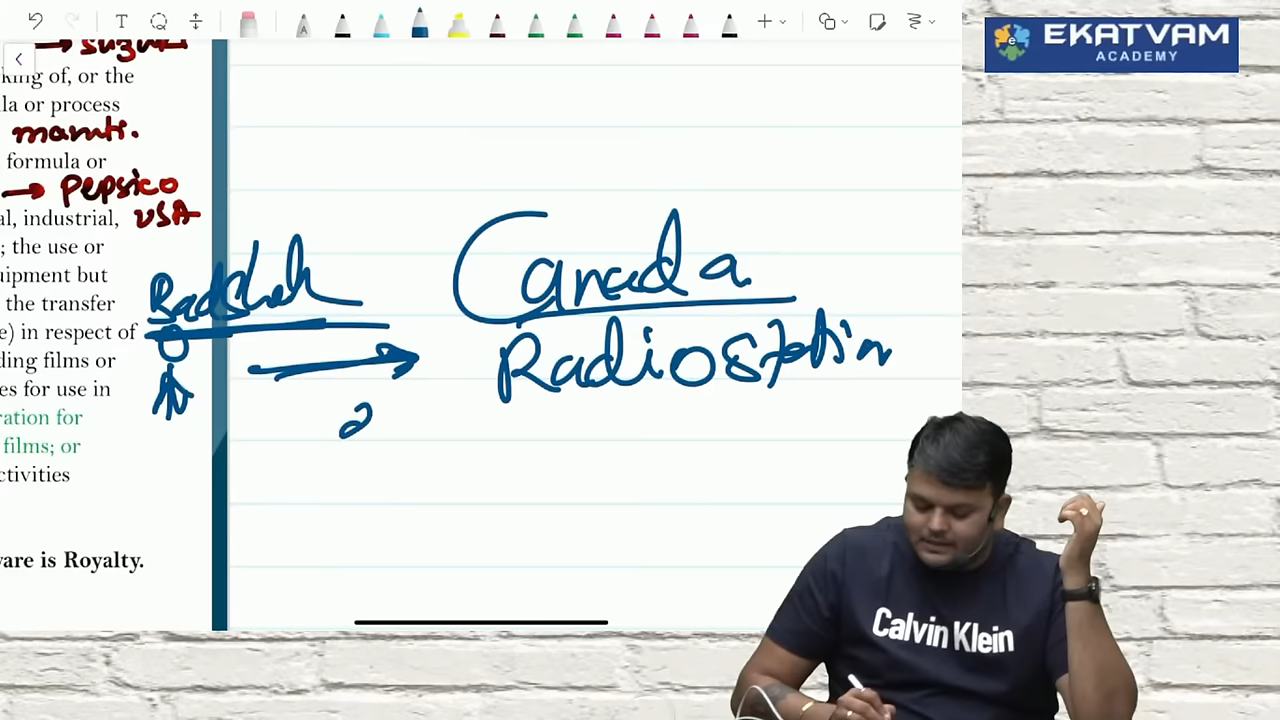 EKATVAM
ACADEMY
→ suzuki
king of, or the
la or process
maruti.
formula or
→ Pepsico
al, industrial, USA
; the use or
uipment but
the transfer
e) in respect of
ding films or
es for use in
ration for
films; or
ctivities
vare is Royalty.
Canada
Radiostation
Calvin Klein